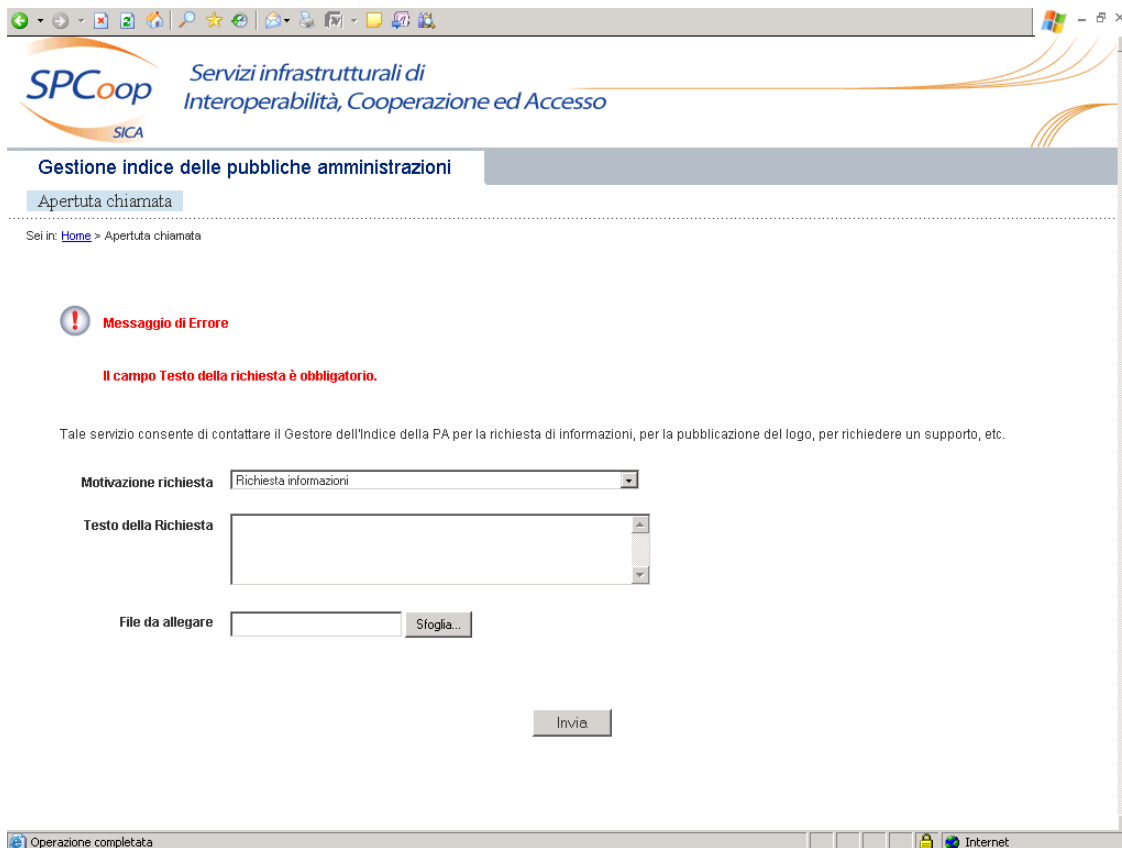 SPCoop
SICA
Servizi infrastrutturali di
Interoperabilità, Cooperazione ed Accesso
Gestione indice delle pubbliche amministrazioni
Apertuta chiamata
Sei in: Home > Apertuta chiamata
Messaggio di Errore
Il campo Testo della richiesta è obbligatorio.
Tale servizio consente di contattare il Gestore dell'Indice della PA per la richiesta di informazioni, per la pubblicazione del logo, per richiedere un supporto, etc.
Motivazione richiesta Richiesta informazioni
Testo della Richiesta
File da allegare Sfoglia...
Invia
Operazione completata Internet